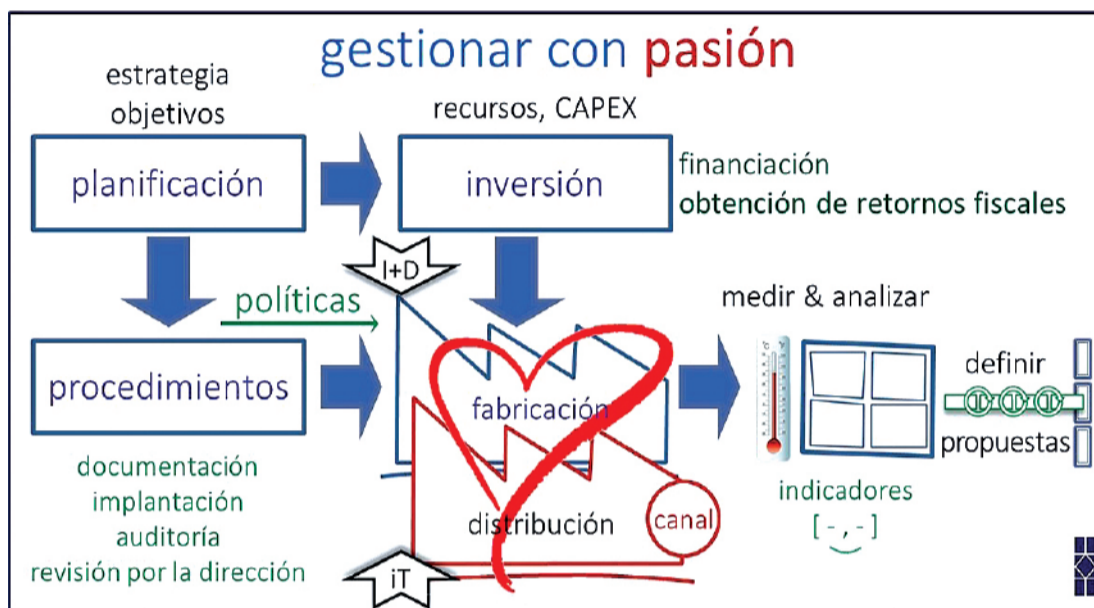 gestionar con pasión
estrategia
objetivos
recursos, CAPEX
planificación
inversión
financiación
obtención de retornos fiscales
I+D
políticas
medir & analizar
procedimientos
fabricación
definir
propuestas
documentación
implantación
auditoría
revisión por la dirección
distribución
canal
indicadores
[-,-]
iT